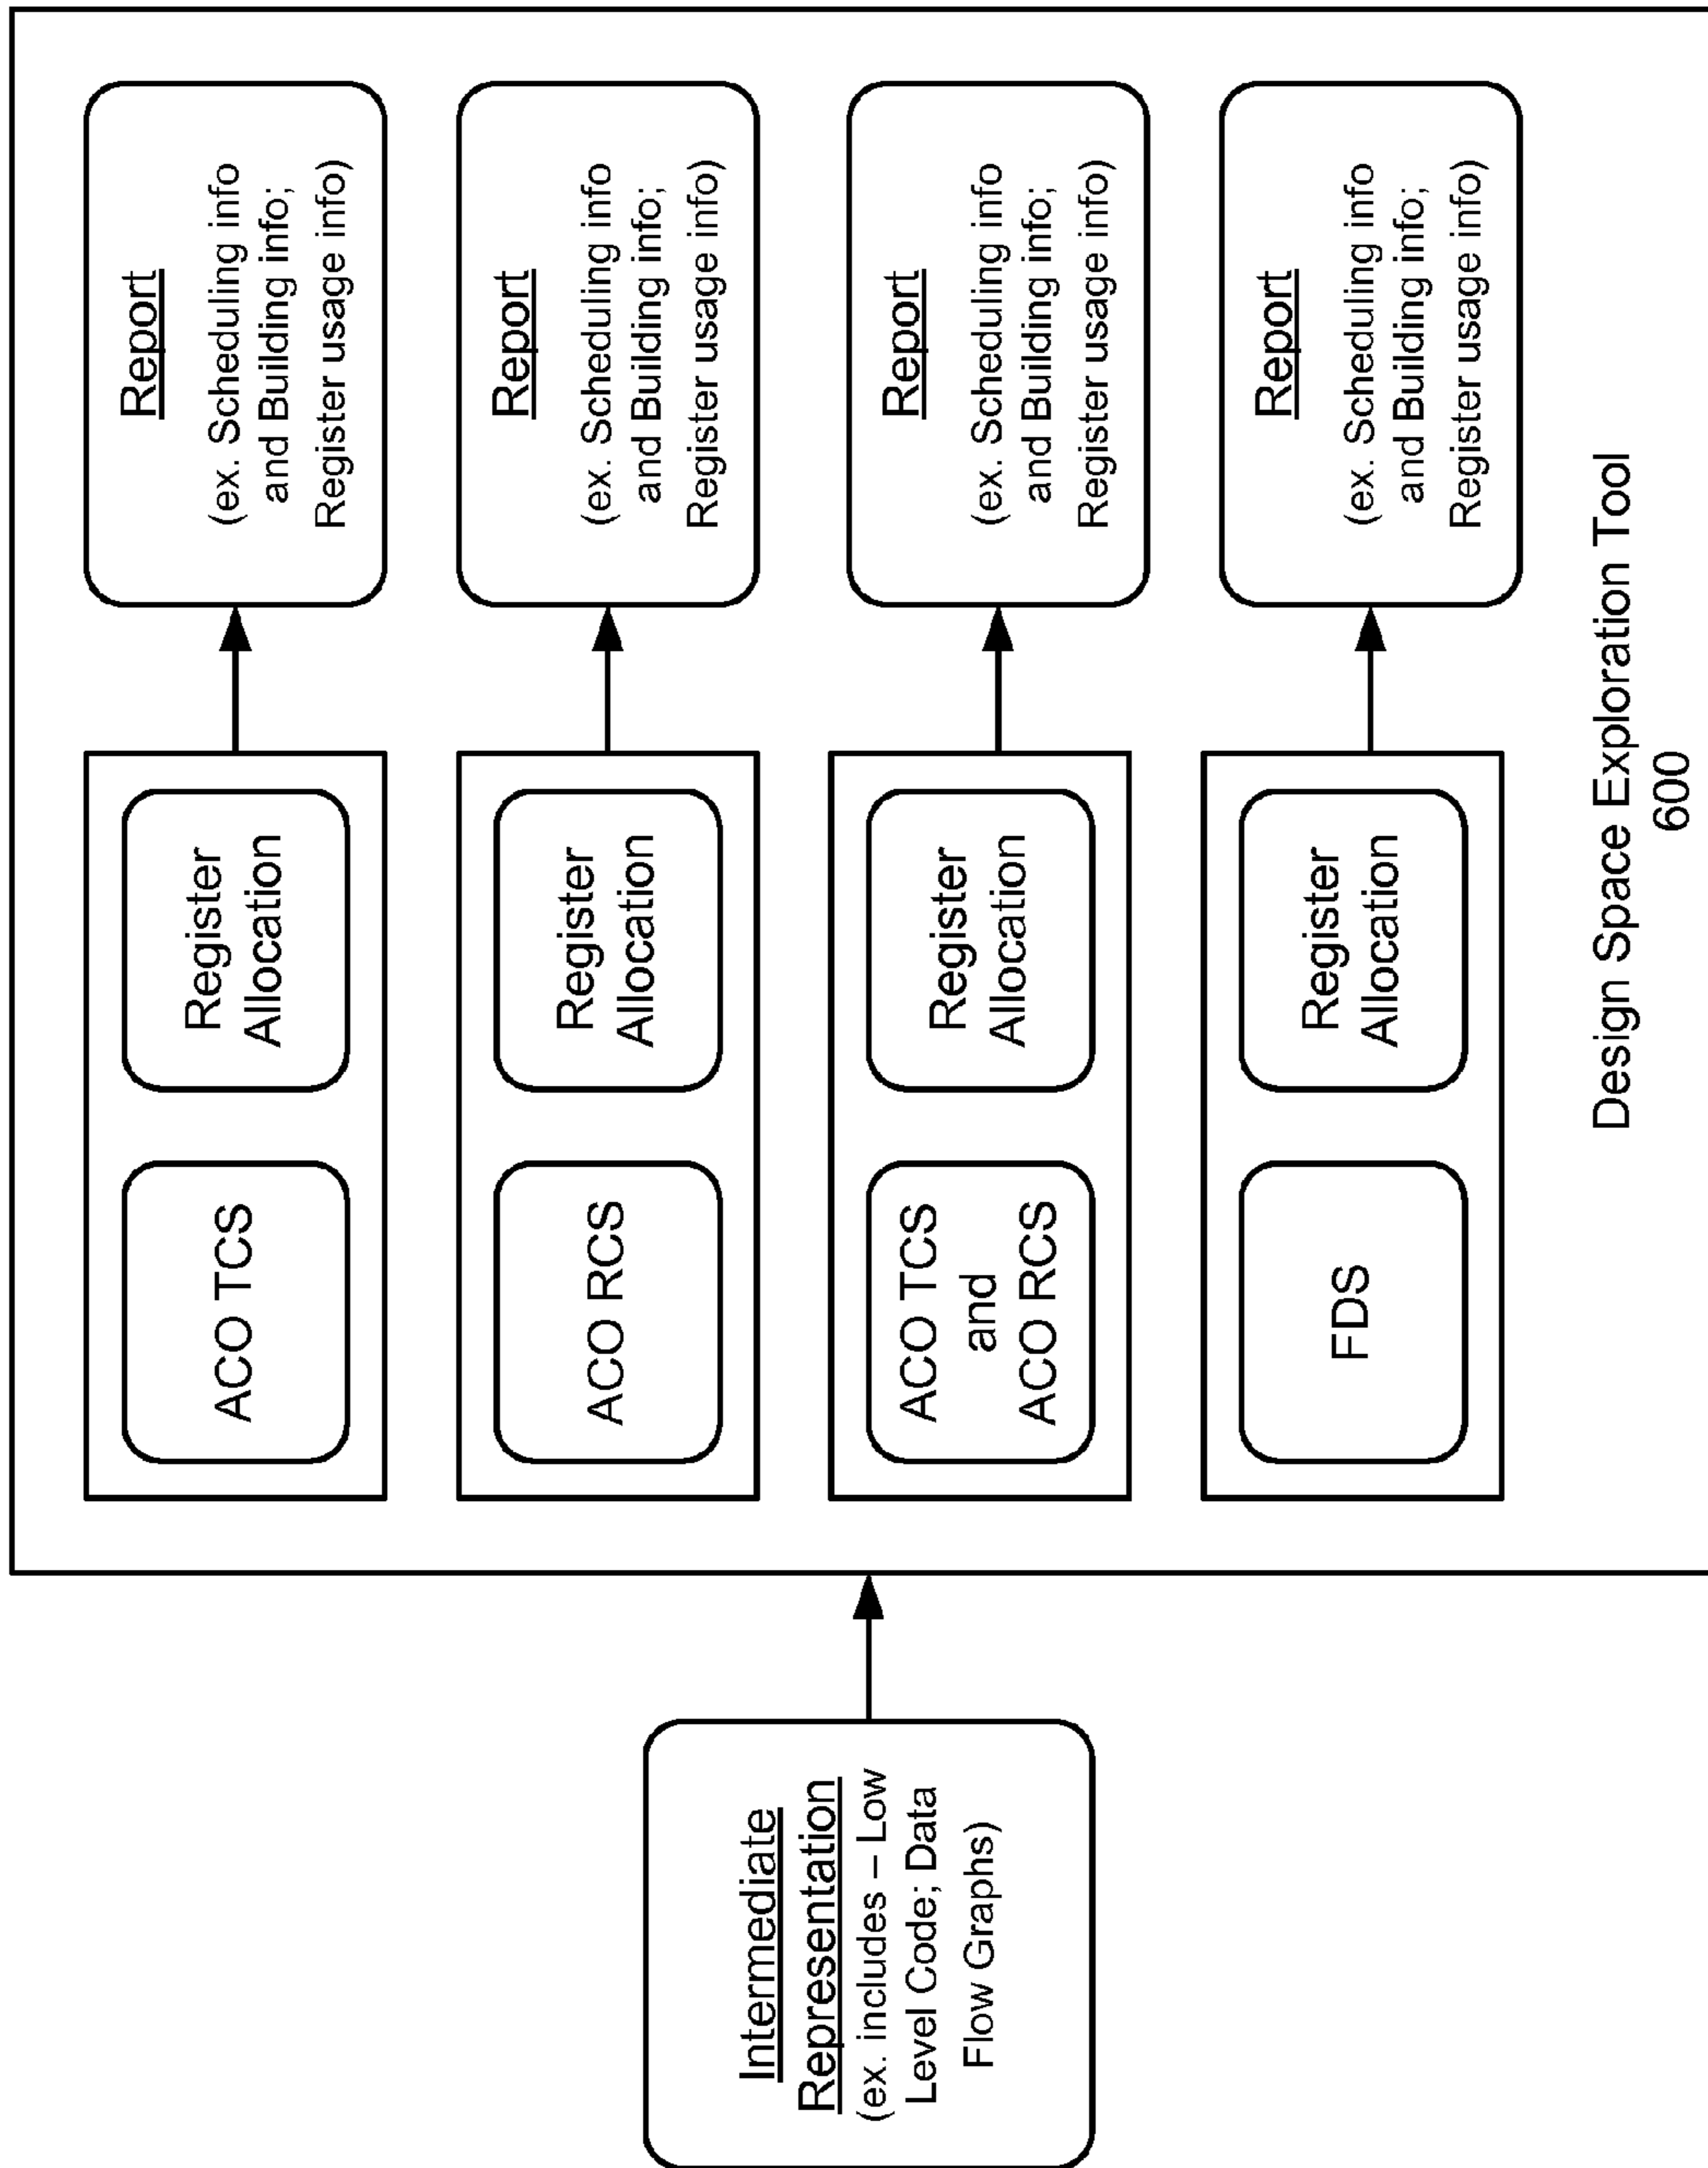 Intermediate
Representation
(ex. includes – Low
Level Code; Data
Flow Graphs)
ACO TCS
Register
Allocation
Report
(ex. Scheduling info
and Building info;
Register usage info)
ACO RCS
Register
Allocation
Report
(ex. Scheduling info
and Building info;
Register usage info)
ACO TCS
and
ACO RCS
Register
Allocation
Report
(ex. Scheduling info
and Building info;
Register usage info)
FDS
Register
Allocation
Report
(ex. Scheduling info
and Building info;
Register usage info)
Design Space Exploration Tool
600